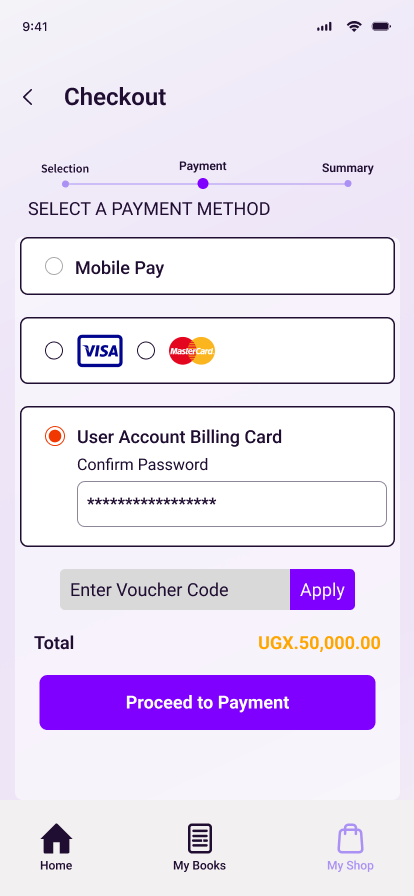 9:41
Checkout
Selection
Payment
Summary
SELECT A PAYMENT METHOD
Mobile Pay
VISA
MasterCard
User Account Billing Card
Confirm Password
*****************
Enter Voucher Code
Apply
Total
UGX.50,000.00
Proceed to Payment
Home
My Books
My Shop